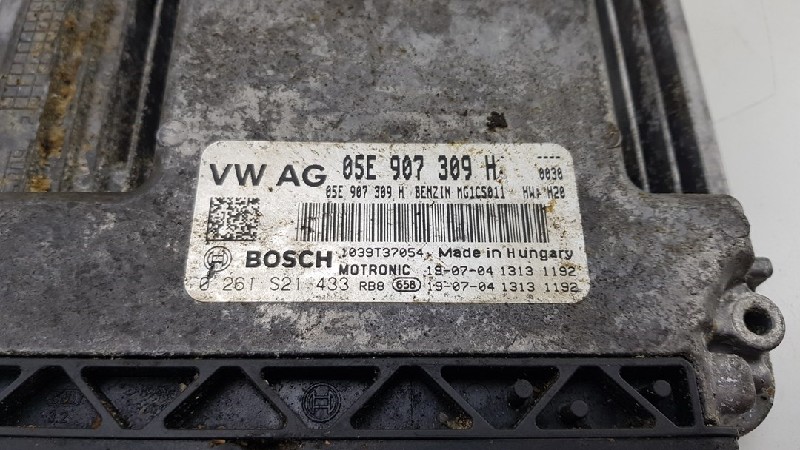 VW AG 05E 907 309 H 0030
05E 907 309 H BENZIN MG1CS011 H20
BOSCH 1039T37054 Made in Hungary
MOTRONIC 19-07-04 1313 1192
0 261 S21 433 RB8 658 19-07-04 1313 1192